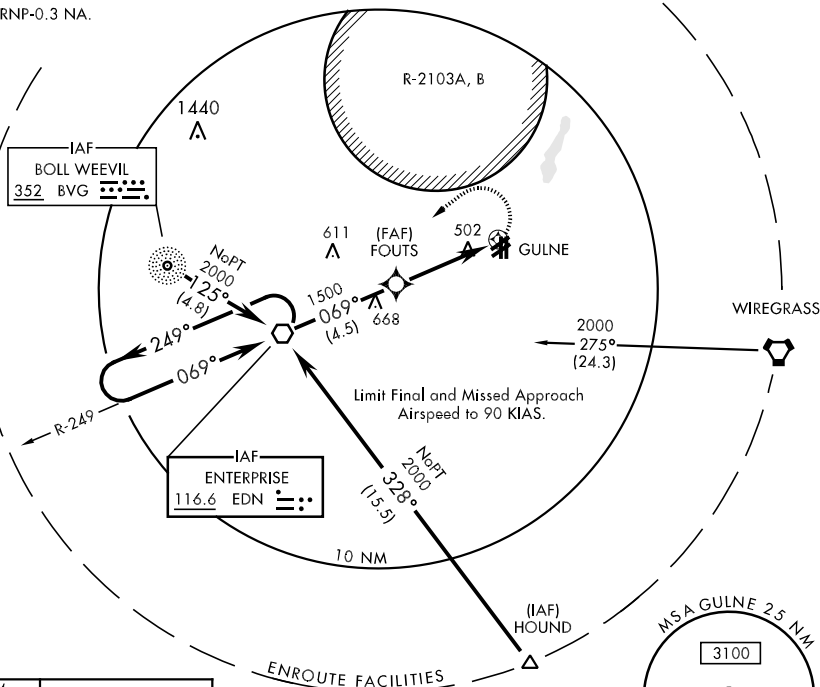 RNP-0.3 NA.
R-2103A, B
1440
IAF
BOLL WEEVIL
352 BVG
611
(FAF)
FOUTS
502
GULNE
NoPT
2000
125°
(4.8)
1500
069°
(4.5)
668
WIREGRASS
2000
275°
(24.3)
249°
069°
R-249
Limit Final and Missed Approach
Airspeed to 90 KIAS.
IAF
ENTERPRISE
116.6 EDN
NoPT
2000
328°
(15.5)
10 NM
(IAF)
HOUND
ENROUTE FACILITIES
MSA GULNE 25 NM
3100